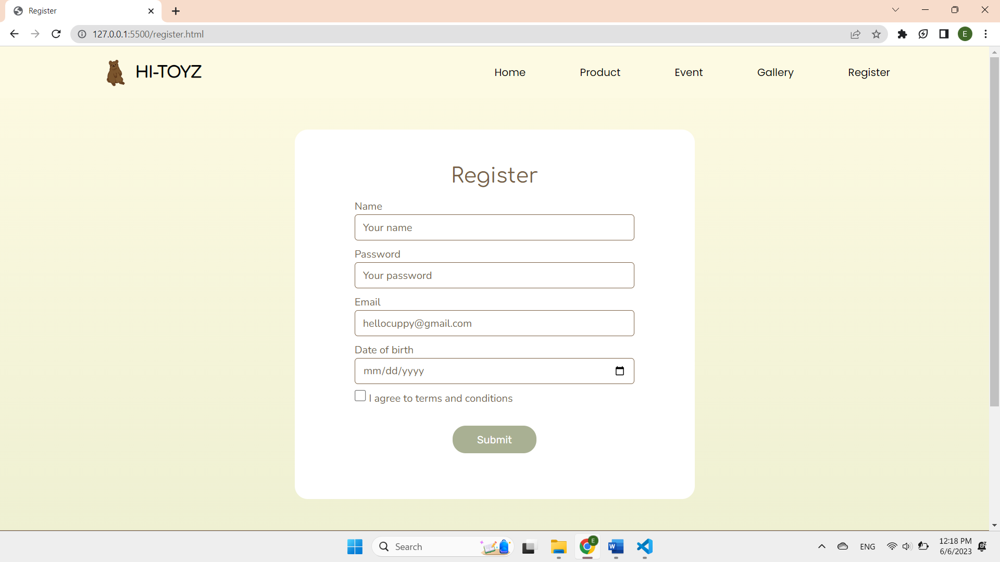 Register
127.0.0.1:5500/register.html
E
HI-TOYZ
Home
Product
Event
Gallery
Register
Register
Name
Your name
Password
Your password
Email
hellocuppy@gmail.com
Date of birth
mm/dd/yyyy
I agree to terms and conditions
Submit
Search
E
W
ENG
12:18 PM
6/6/2023